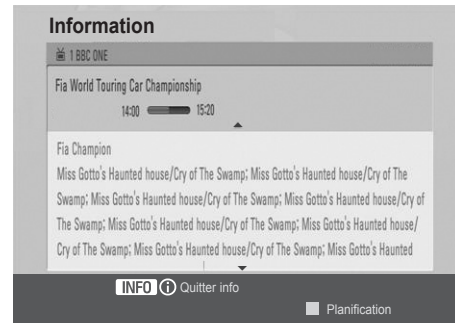 Information
1 BBC ONE
Fia World Touring Car Championship
14:00 15:20
Fia Champion
Miss Gotto's Haunted house/Cry of The Swamp; Miss Gotto's Haunted house/Cry of The
Swamp; Miss Gotto's Haunted house/Cry of The Swamp; Miss Gotto's Haunted house/Cry of
The Swamp; Miss Gotto's Haunted house/Cry of The Swamp; Miss Gotto's Haunted house/
Cry of The Swamp; Miss Gotto's Haunted house/Cry of The Swamp; Miss Gotto's Haunted
INFO i Quitter info
Planification